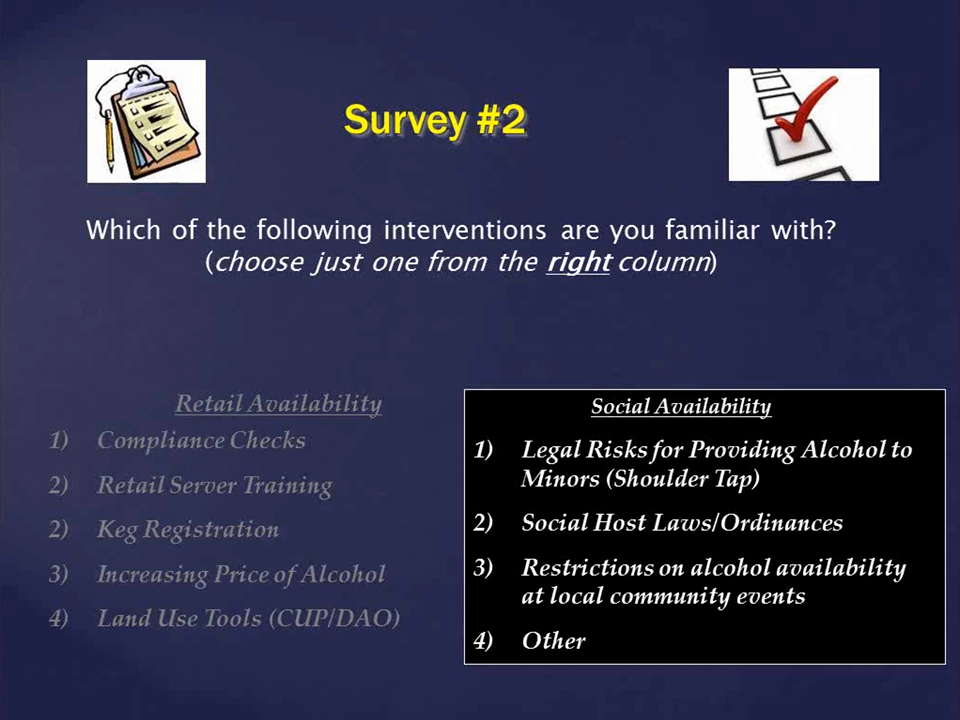 Survey #2
Which of the following interventions are you familiar with?
(choose just one from the right column)
Retail Availability
1) Compliance Checks
2) Retail Server Training
2) Keg Registration
3) Increasing Price of Alcohol
4) Land Use Tools (CUP/DAO)
Social Availability
1) Legal Risks for Providing Alcohol to
Minors (Shoulder Tap)
2) Social Host Laws/Ordinances
3) Restrictions on alcohol availability
at local community events
4) Other